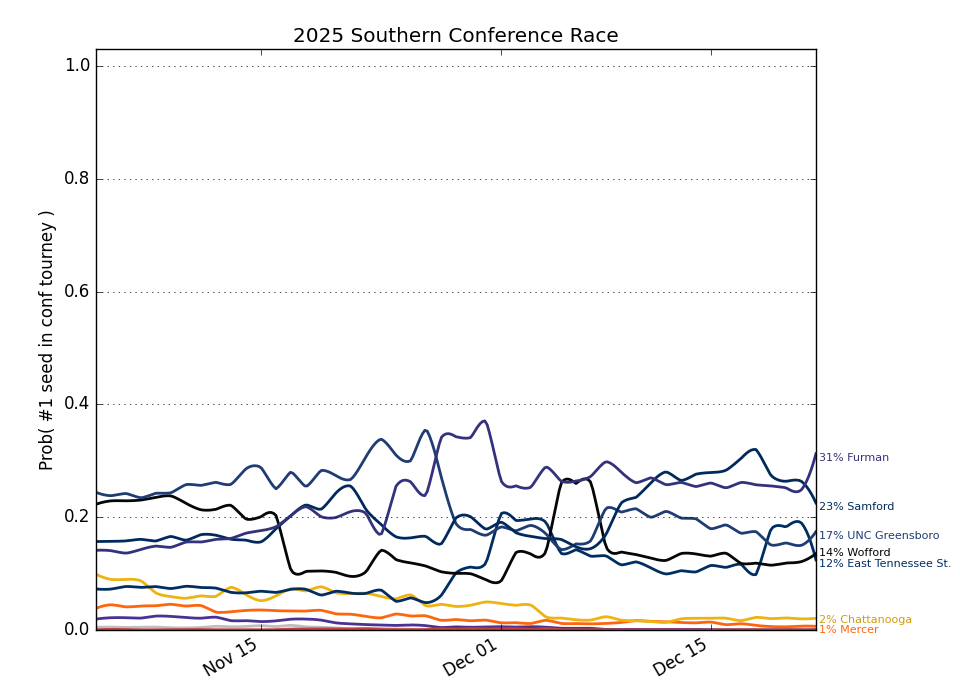 2025 Southern Conference Race
Prob( #1 seed in conf tourney )
1.0
0.8
0.6
0.4
0.2
0.0
Nov 15
Dec 01
Dec 15
31% Furman
23% Samford
17% UNC Greensboro
14% Wofford
12% East Tennessee St.
2% Chattanooga
1% Mercer